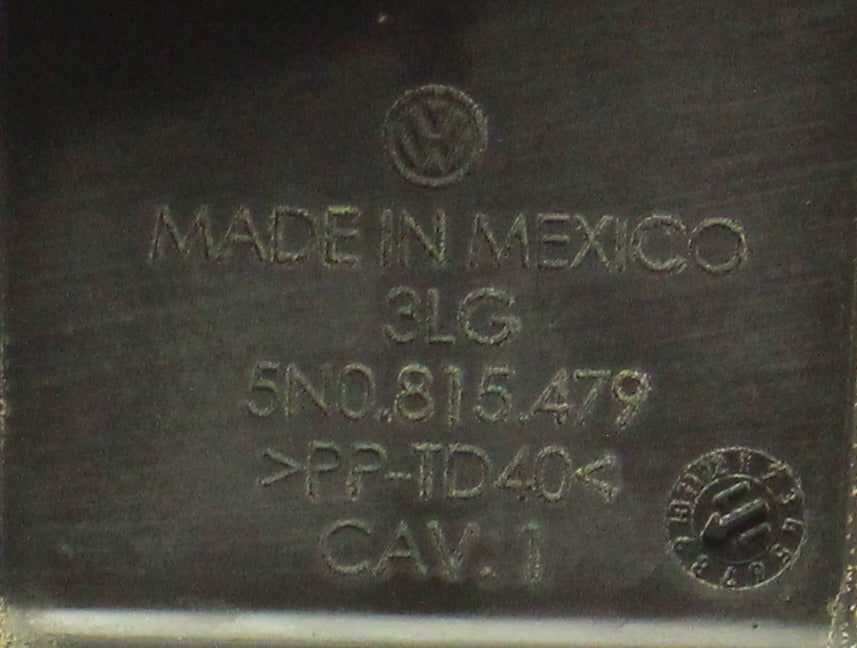 MADE IN MEXICO
3LG
5N0.815.479
>PP-TD40<
CAV. 1